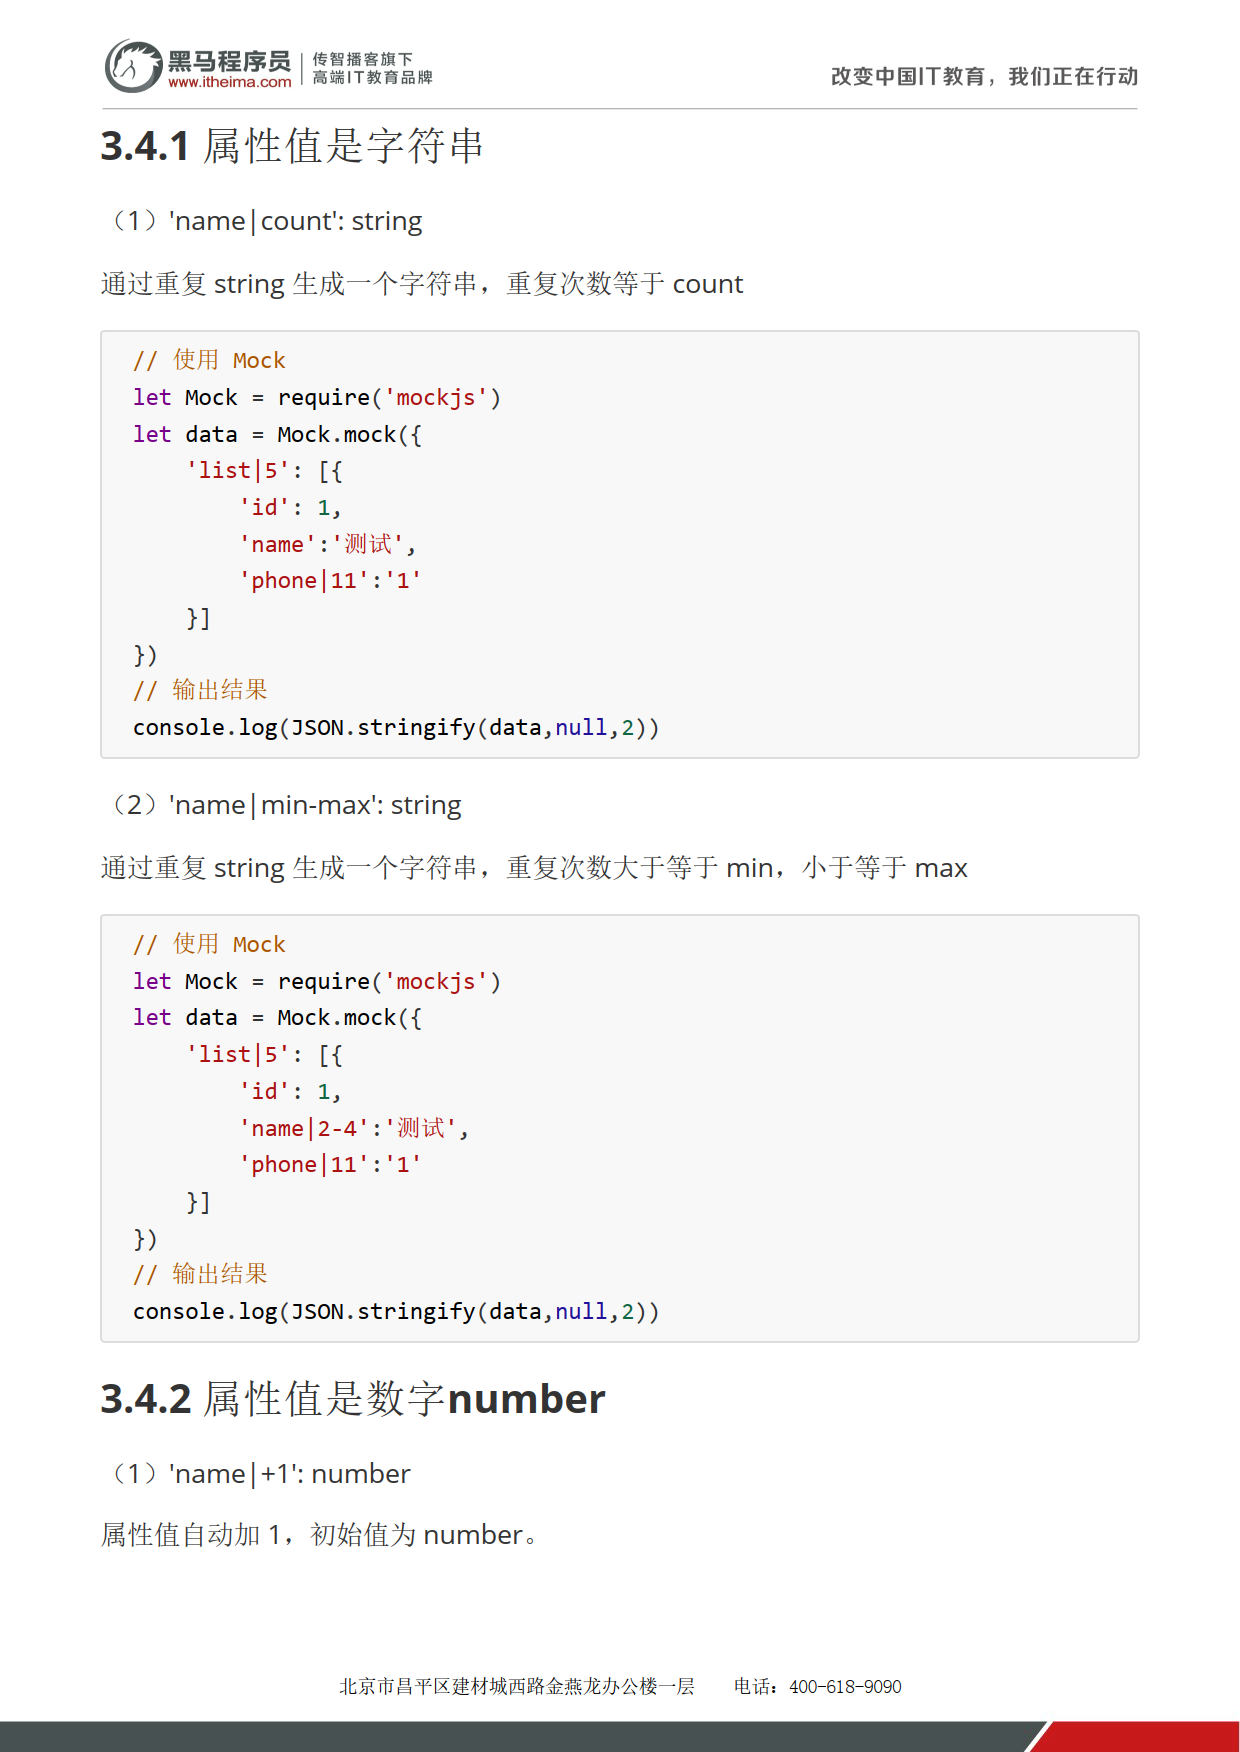 黑马程序员
www.itheima.com
传智播客旗下
高端IT教育品牌
改变中国IT教育，我们正在行动
3.4.1 属性值是字符串
（1）'name|count': string
通过重复 string 生成一个字符串，重复次数等于 count
// 使用 Mock
let Mock = require('mockjs')
let data = Mock.mock({
    'list|5': [{
        'id': 1,
        'name':'测试',
        'phone|11':'1'
    }]
})
// 输出结果
console.log(JSON.stringify(data,null,2))
（2）'name|min-max': string
通过重复 string 生成一个字符串，重复次数大于等于 min，小于等于 max
// 使用 Mock
let Mock = require('mockjs')
let data = Mock.mock({
    'list|5': [{
        'id': 1,
        'name|2-4':'测试',
        'phone|11':'1'
    }]
})
// 输出结果
console.log(JSON.stringify(data,null,2))
3.4.2 属性值是数字number
（1）'name|+1': number
属性值自动加 1，初始值为 number。
北京市昌平区建材城西路金燕龙办公楼一层 电话：400-618-9090